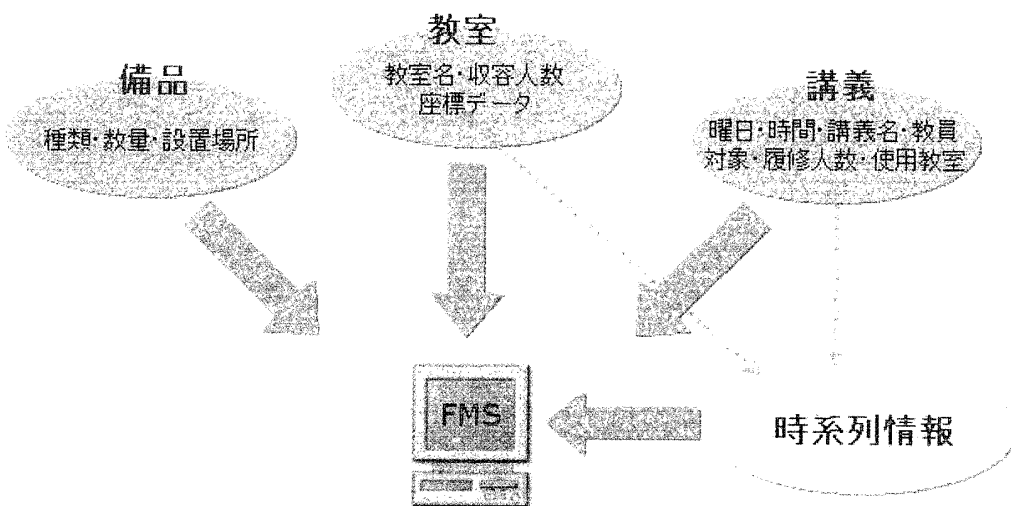 教室
教室名・収容人数
座標データ
備品
種類・数量・設置場所
講義
曜日・時間・講義名・教員
対象・履修人数・使用教室
FMS
時系列情報